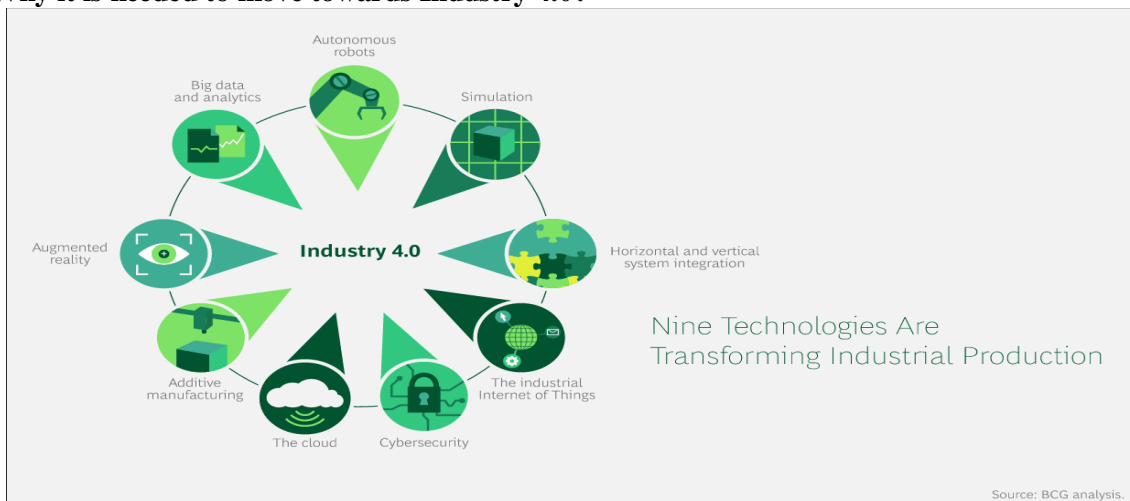 Why it is needed to move towards Industry 4.0?
Autonomous
robots
Big data
and analytics
Simulation
Augmented
reality
Industry 4.0
Horizontal and vertical
system integration
Nine Technologies Are
Transforming Industrial Production
Additive
manufacturing
The industrial
Internet of Things
The cloud
Cybersecurity
Source: BCG analysis.